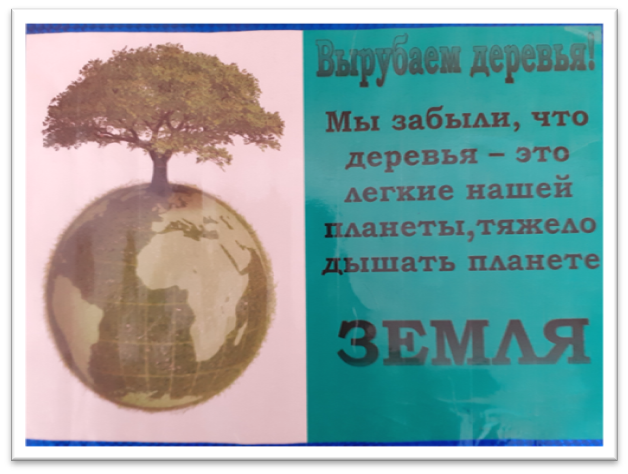 Вырубаем деревья!
Мы забыли, что
деревья – это
легкие нашей
планеты,тяжело
дышать планете
ЗЕМЛЯ